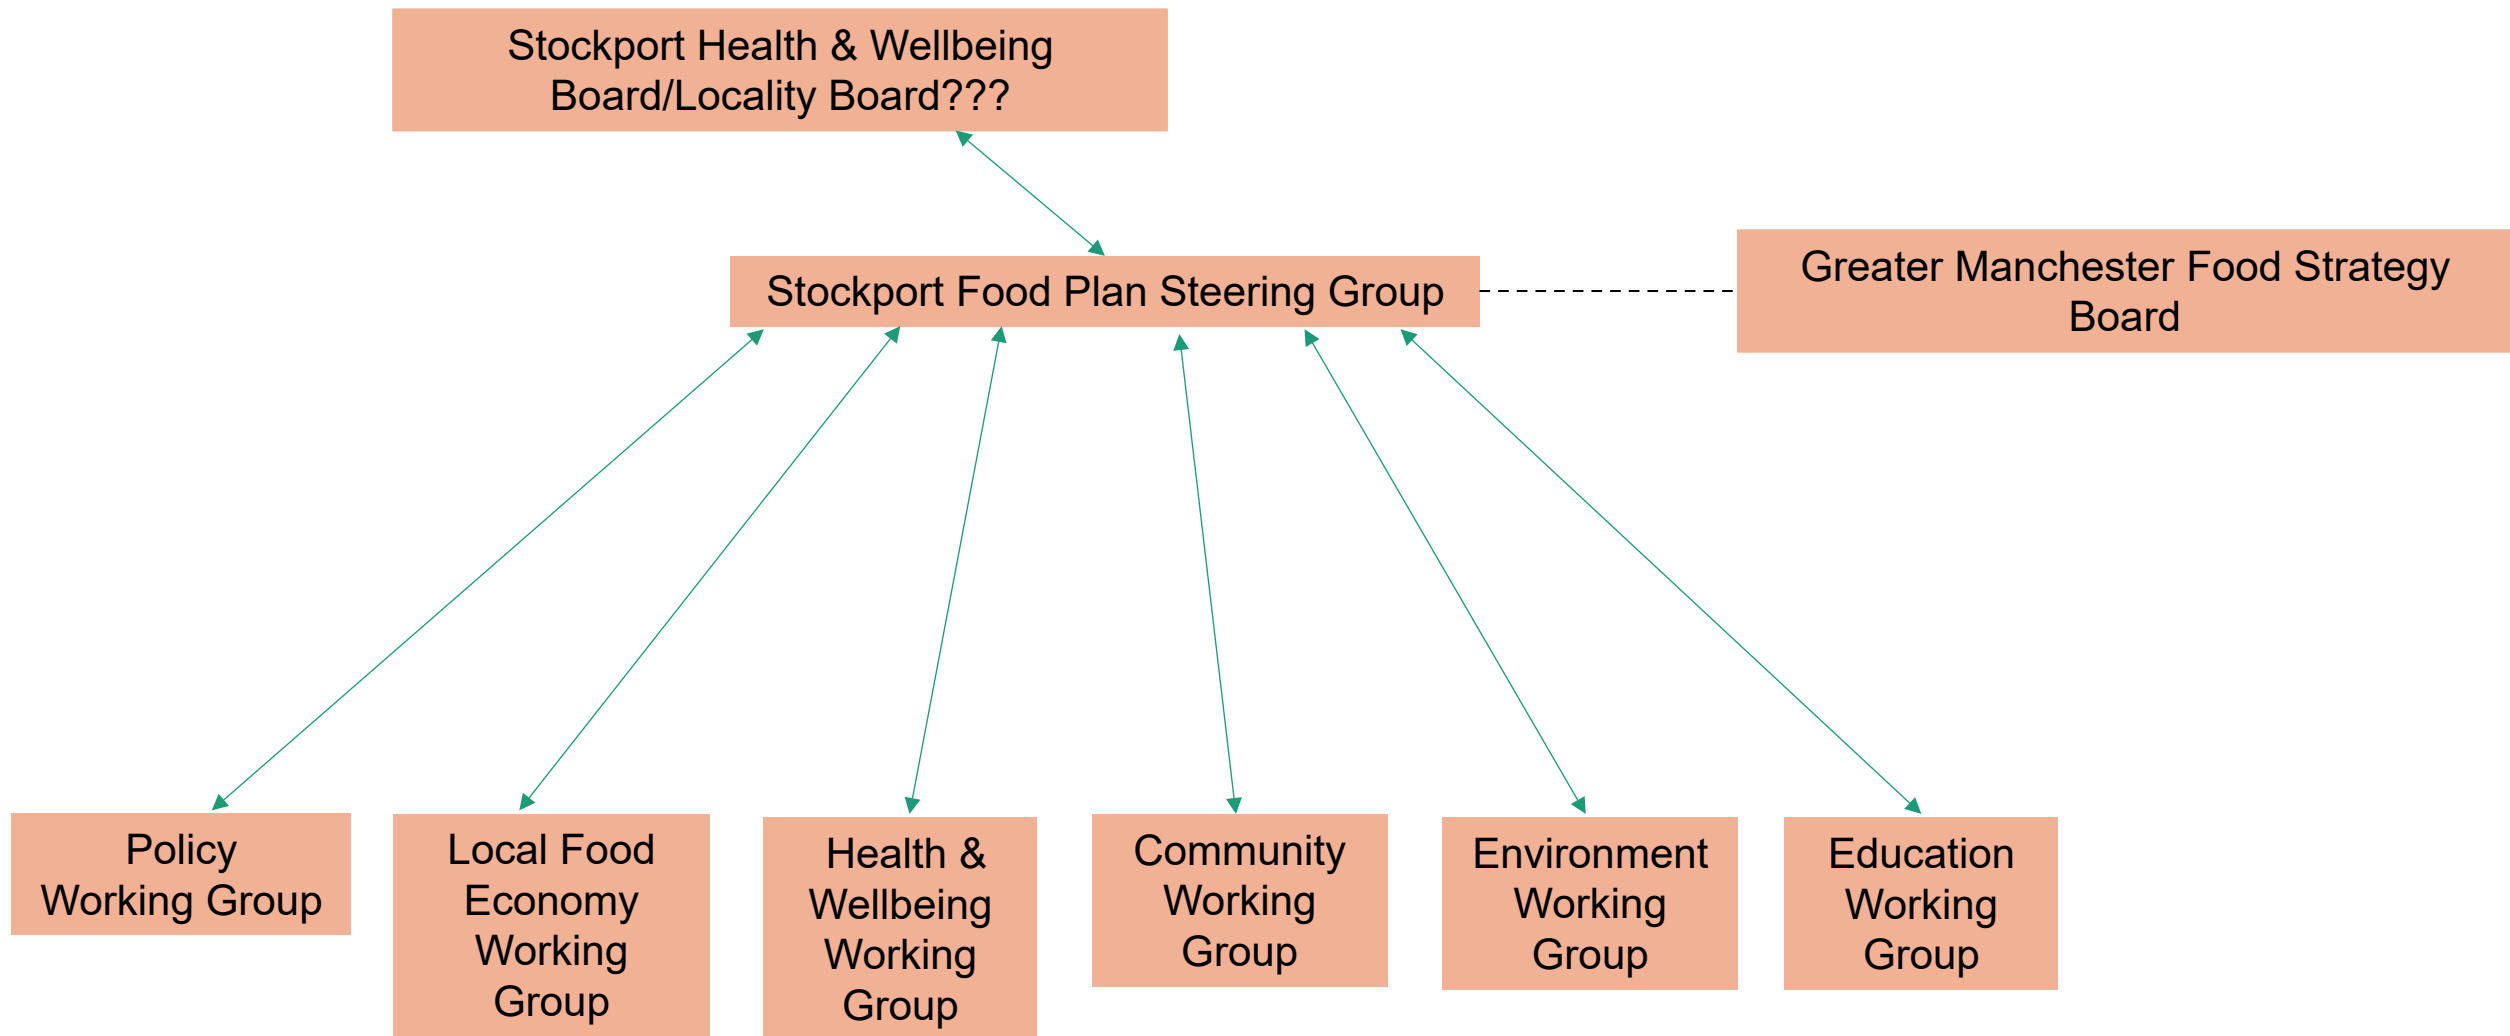 Stockport Health & Wellbeing
Board/Locality Board???
Stockport Food Plan Steering Group
Greater Manchester Food Strategy
Board
Policy
Working Group
Local Food
Economy
Working
Group
Health &
Wellbeing
Working
Group
Community
Working
Group
Environment
Working
Group
Education
Working
Group